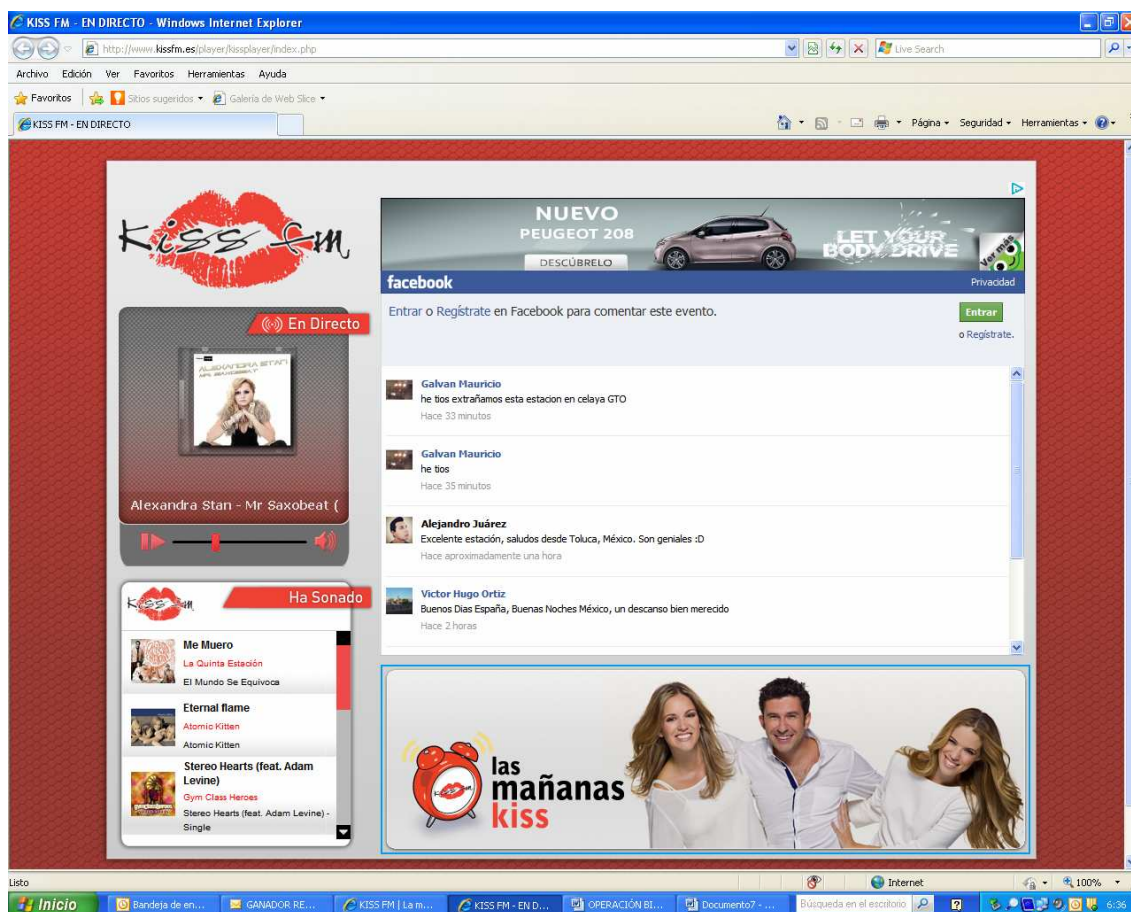 KISS FM - EN DIRECTO - Windows Internet Explorer
http://www.kissfm.es/player/kissplayer/index.php
Live Search
Archivo Edición Ver Favoritos Herramientas Ayuda
Favoritos Sitios sugeridos Galería de Web Slice
KISS FM - EN DIRECTO
Página Seguridad Herramientas
Kiss fm
NUEVO
PEUGEOT 208
DESCÚBRELO
LET YOUR
BODY DRIVE
Ver más
facebook
Privacidad
Entrar o Regístrate en Facebook para comentar este evento.
Entrar
o Regístrate.
En Directo
ALEXANDRA STAN
MR. SAXOBEAT
Alexandra Stan - Mr Saxobeat (
Galvan Mauricio
he tios extrañamos esta estacion en celaya GTO
Hace 33 minutos
Galvan Mauricio
he tios
Hace 35 minutos
Alejandro Juárez
Excelente estación, saludos desde Toluca, México. Son geniales :D
Hace aproximadamente una hora
Victor Hugo Ortiz
Buenos Dias España, Buenas Noches México, un descanso bien merecido
Hace 2 horas
Kiss fm
Ha Sonado
Me Muero
La Quinta Estación
El Mundo Se Equivoca
Eternal flame
Atomic Kitten
Atomic Kitten
Stereo Hearts (feat. Adam
Levine)
Gym Class Heroes
Stereo Hearts (feat. Adam Levine) -
Single
las
mañanas
kiss
Listo
Internet
100%
Inicio
Bandeja de en...
GANADOR RE...
KISS FM | La m...
KISS FM - EN D...
OPERACIÓN BI...
Documento7 - ...
Búsqueda en el escritorio
6:36